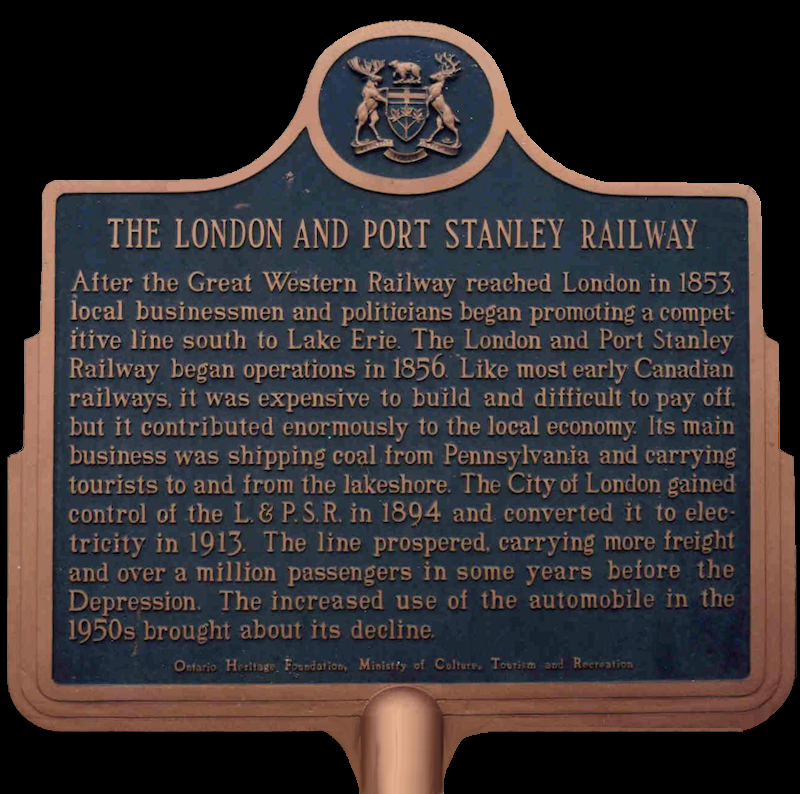 THE LONDON AND PORT STANLEY RAILWAY
After the Great Western Railway reached London in 1853,
local businessmen and politicians began promoting a compet-
itive line south to Lake Erie. The London and Port Stanley
Railway began operations in 1856. Like most early Canadian
railways, it was expensive to build and difficult to pay off,
but it contributed enormously to the local economy. Its main
business was shipping coal from Pennsylvania and carrying
tourists to and from the lakeshore. The City of London gained
control of the L. & P.S.R. in 1894 and converted it to elec-
tricity in 1913. The line prospered, carrying more freight
and over a million passengers in some years before the
Depression. The increased use of the automobile in the
1950s brought about its decline.
Ontario Heritage Foundation, Ministry of Culture, Tourism and Recreation